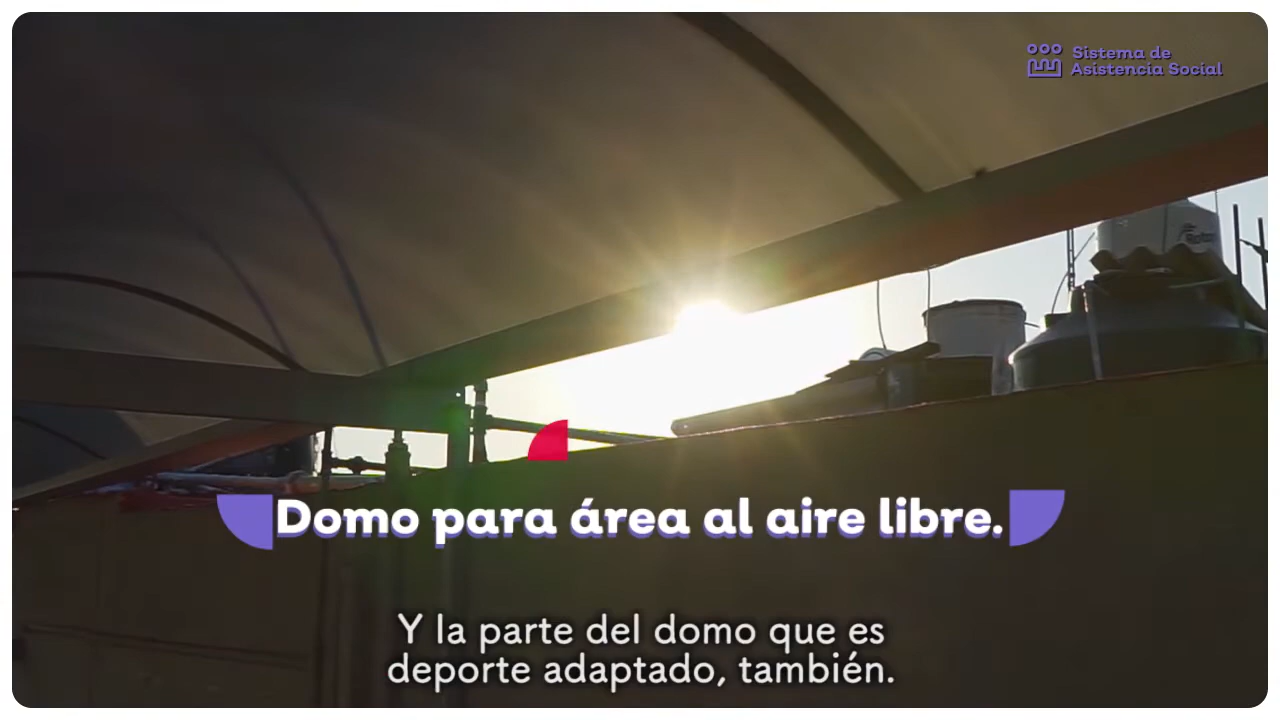 Sistema de
Asistencia Social
Domo para área al aire libre.
Y la parte del domo que es
deporte adaptado, también.